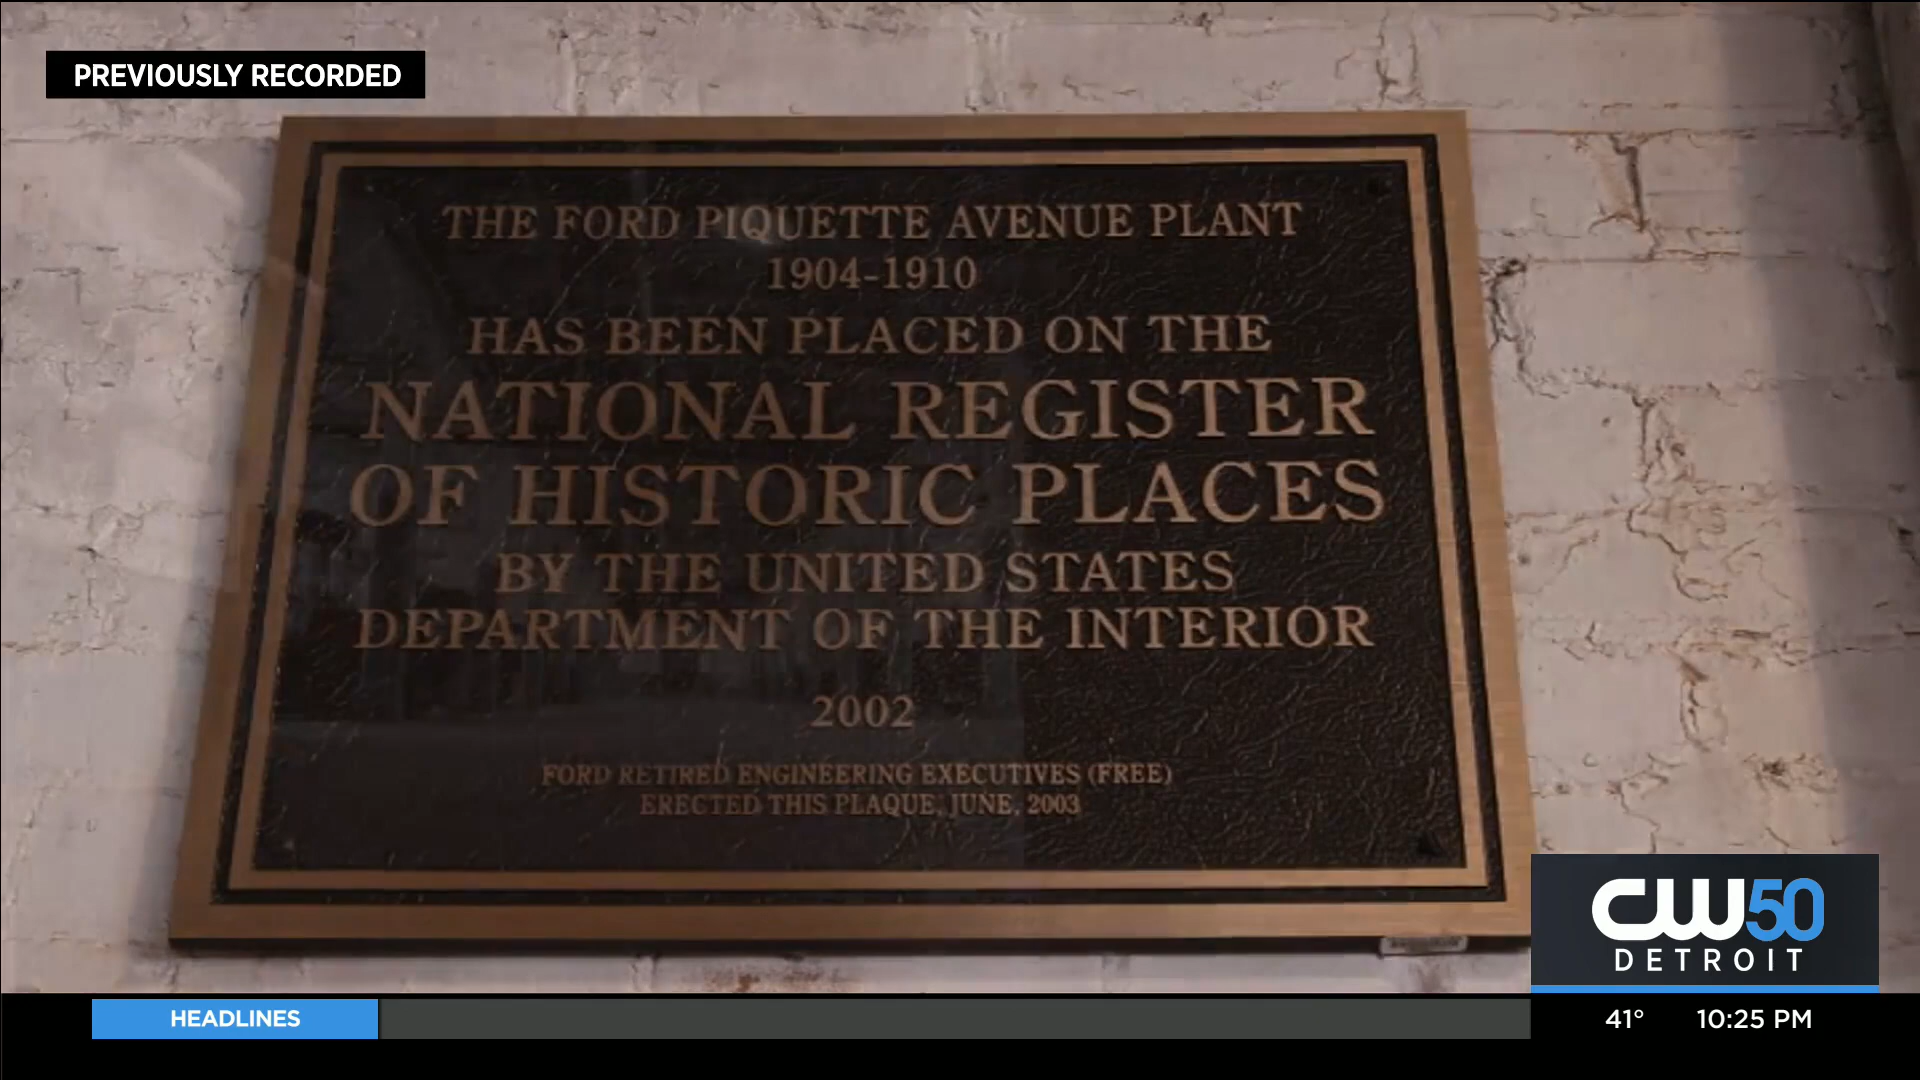 PREVIOUSLY RECORDED
THE FORD PIQUETTE AVENUE PLANT
1904-1910
HAS BEEN PLACED ON THE
NATIONAL REGISTER
OF HISTORIC PLACES
BY THE UNITED STATES
DEPARTMENT OF THE INTERIOR
2002
FORD RETIRED ENGINEERING EXECUTIVES (FREE)
ERECTED THIS PLAQUE, JUNE, 2003
CW50
DETROIT
HEADLINES
41° 10:25 PM